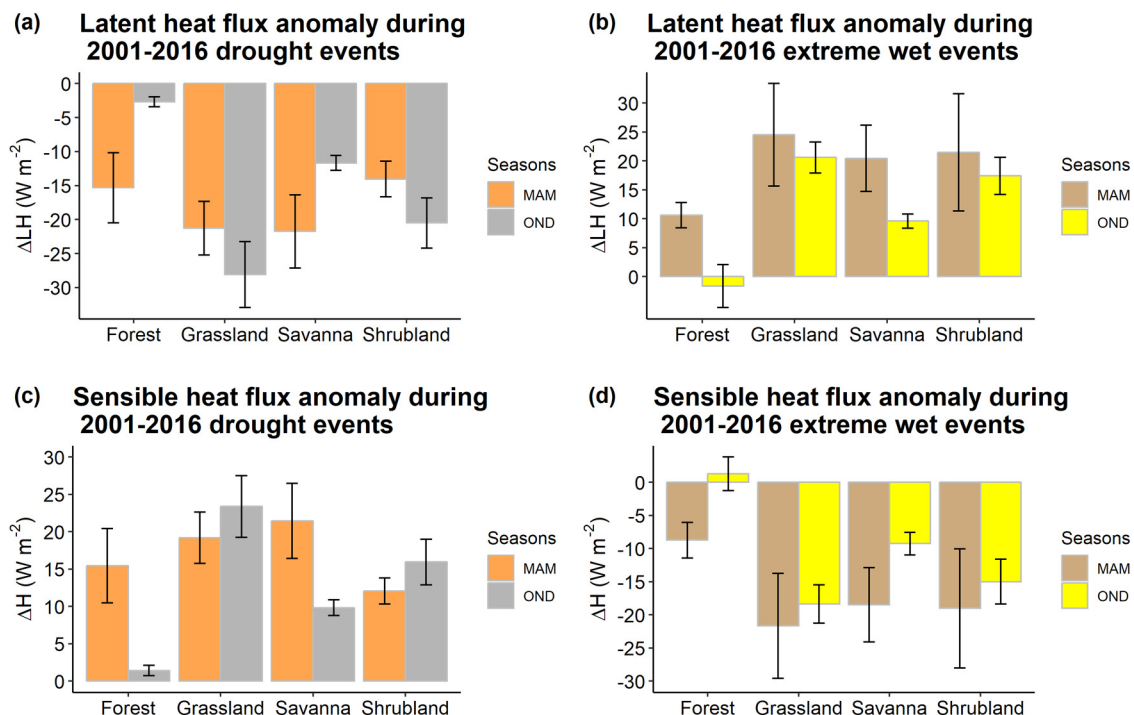 (a) Latent heat flux anomaly during
2001-2016 drought events
0
-5
-10
-15
-20
-25
-30
ΔLH (W m⁻²)
Forest Grassland Savanna Shrubland
Seasons
MAM
OND
(b) Latent heat flux anomaly during
2001-2016 extreme wet events
30
25
20
15
10
5
0
ΔLH (W m⁻²)
Forest Grassland Savanna Shrubland
Seasons
MAM
OND
(c) Sensible heat flux anomaly during
2001-2016 drought events
30
25
20
15
10
5
0
ΔH (W m⁻²)
Forest Grassland Savanna Shrubland
Seasons
MAM
OND
(d) Sensible heat flux anomaly during
2001-2016 extreme wet events
0
-5
-10
-15
-20
-25
-30
ΔH (W m⁻²)
Forest Grassland Savanna Shrubland
Seasons
MAM
OND